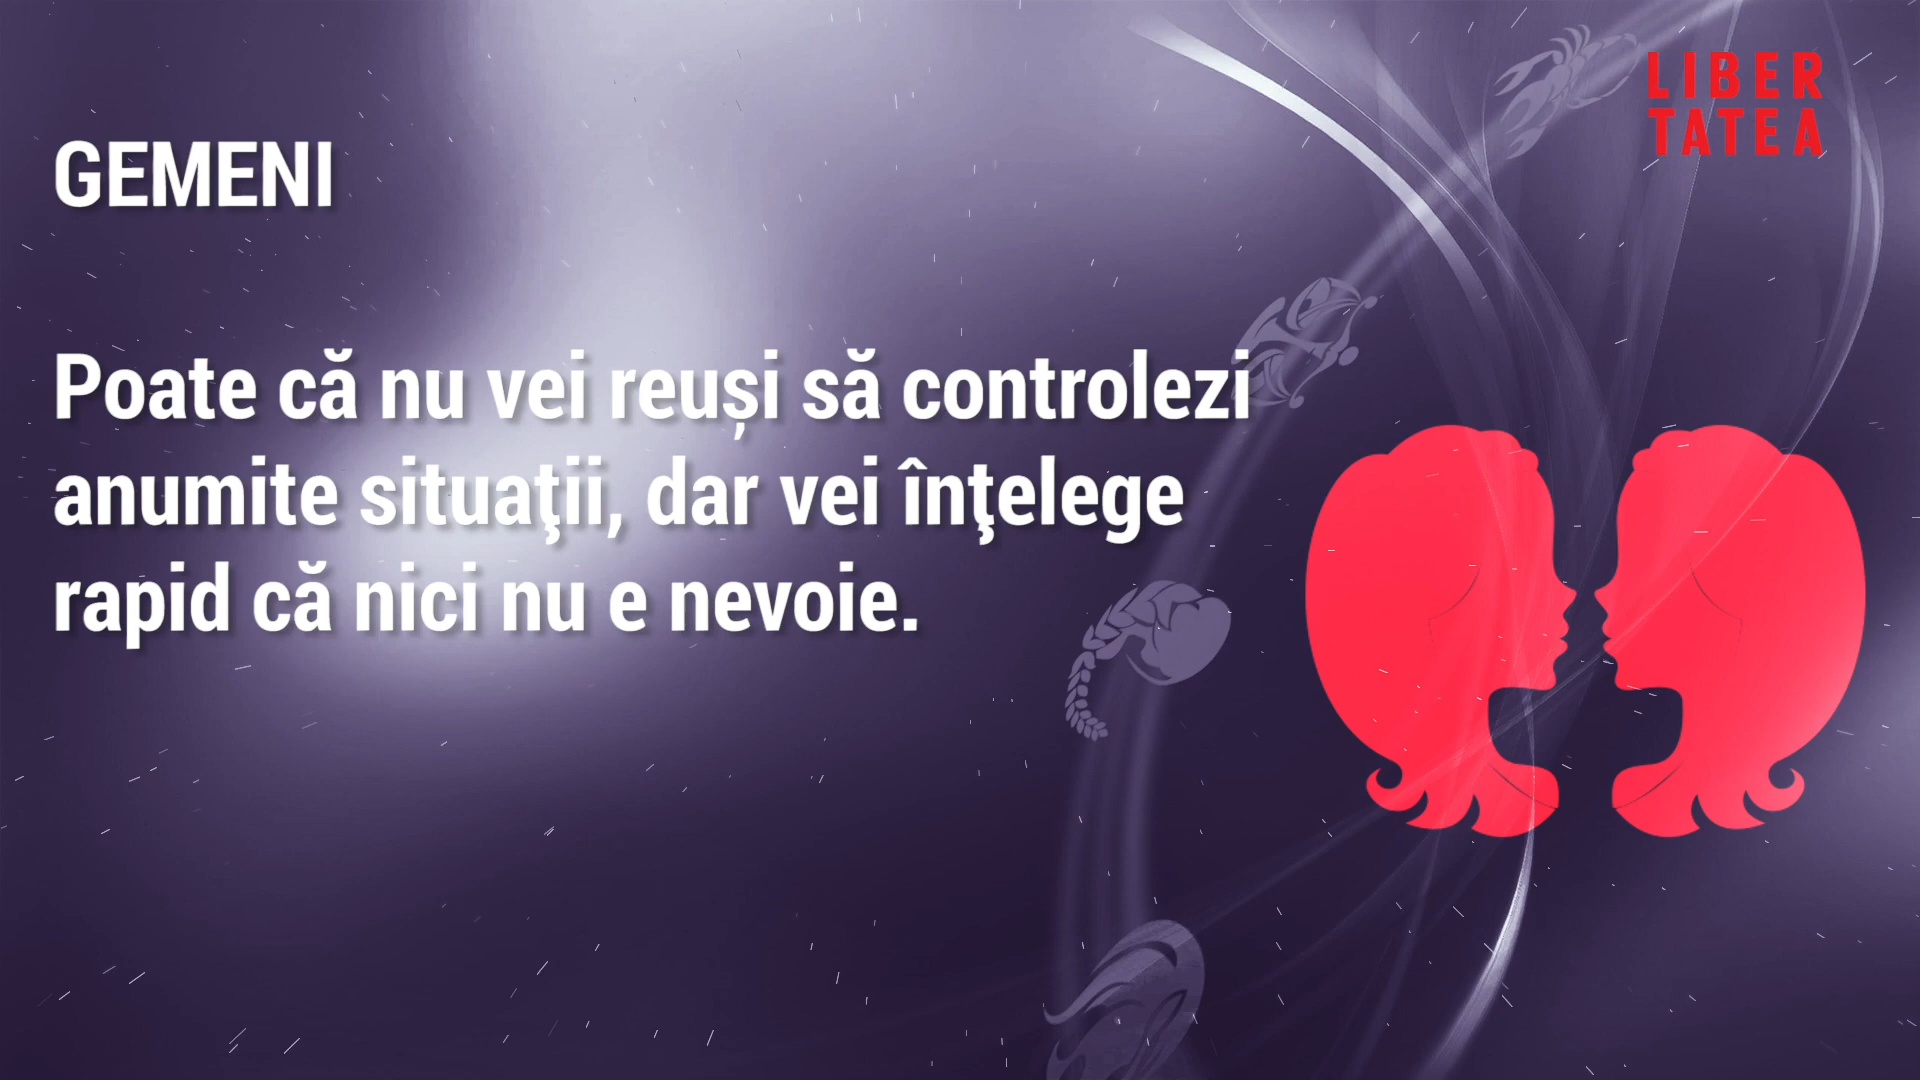 LIBER
TATEA
GEMENI
Poate că nu vei reuși să controlezi
anumite situaţii, dar vei înţelege
rapid că nici nu e nevoie.